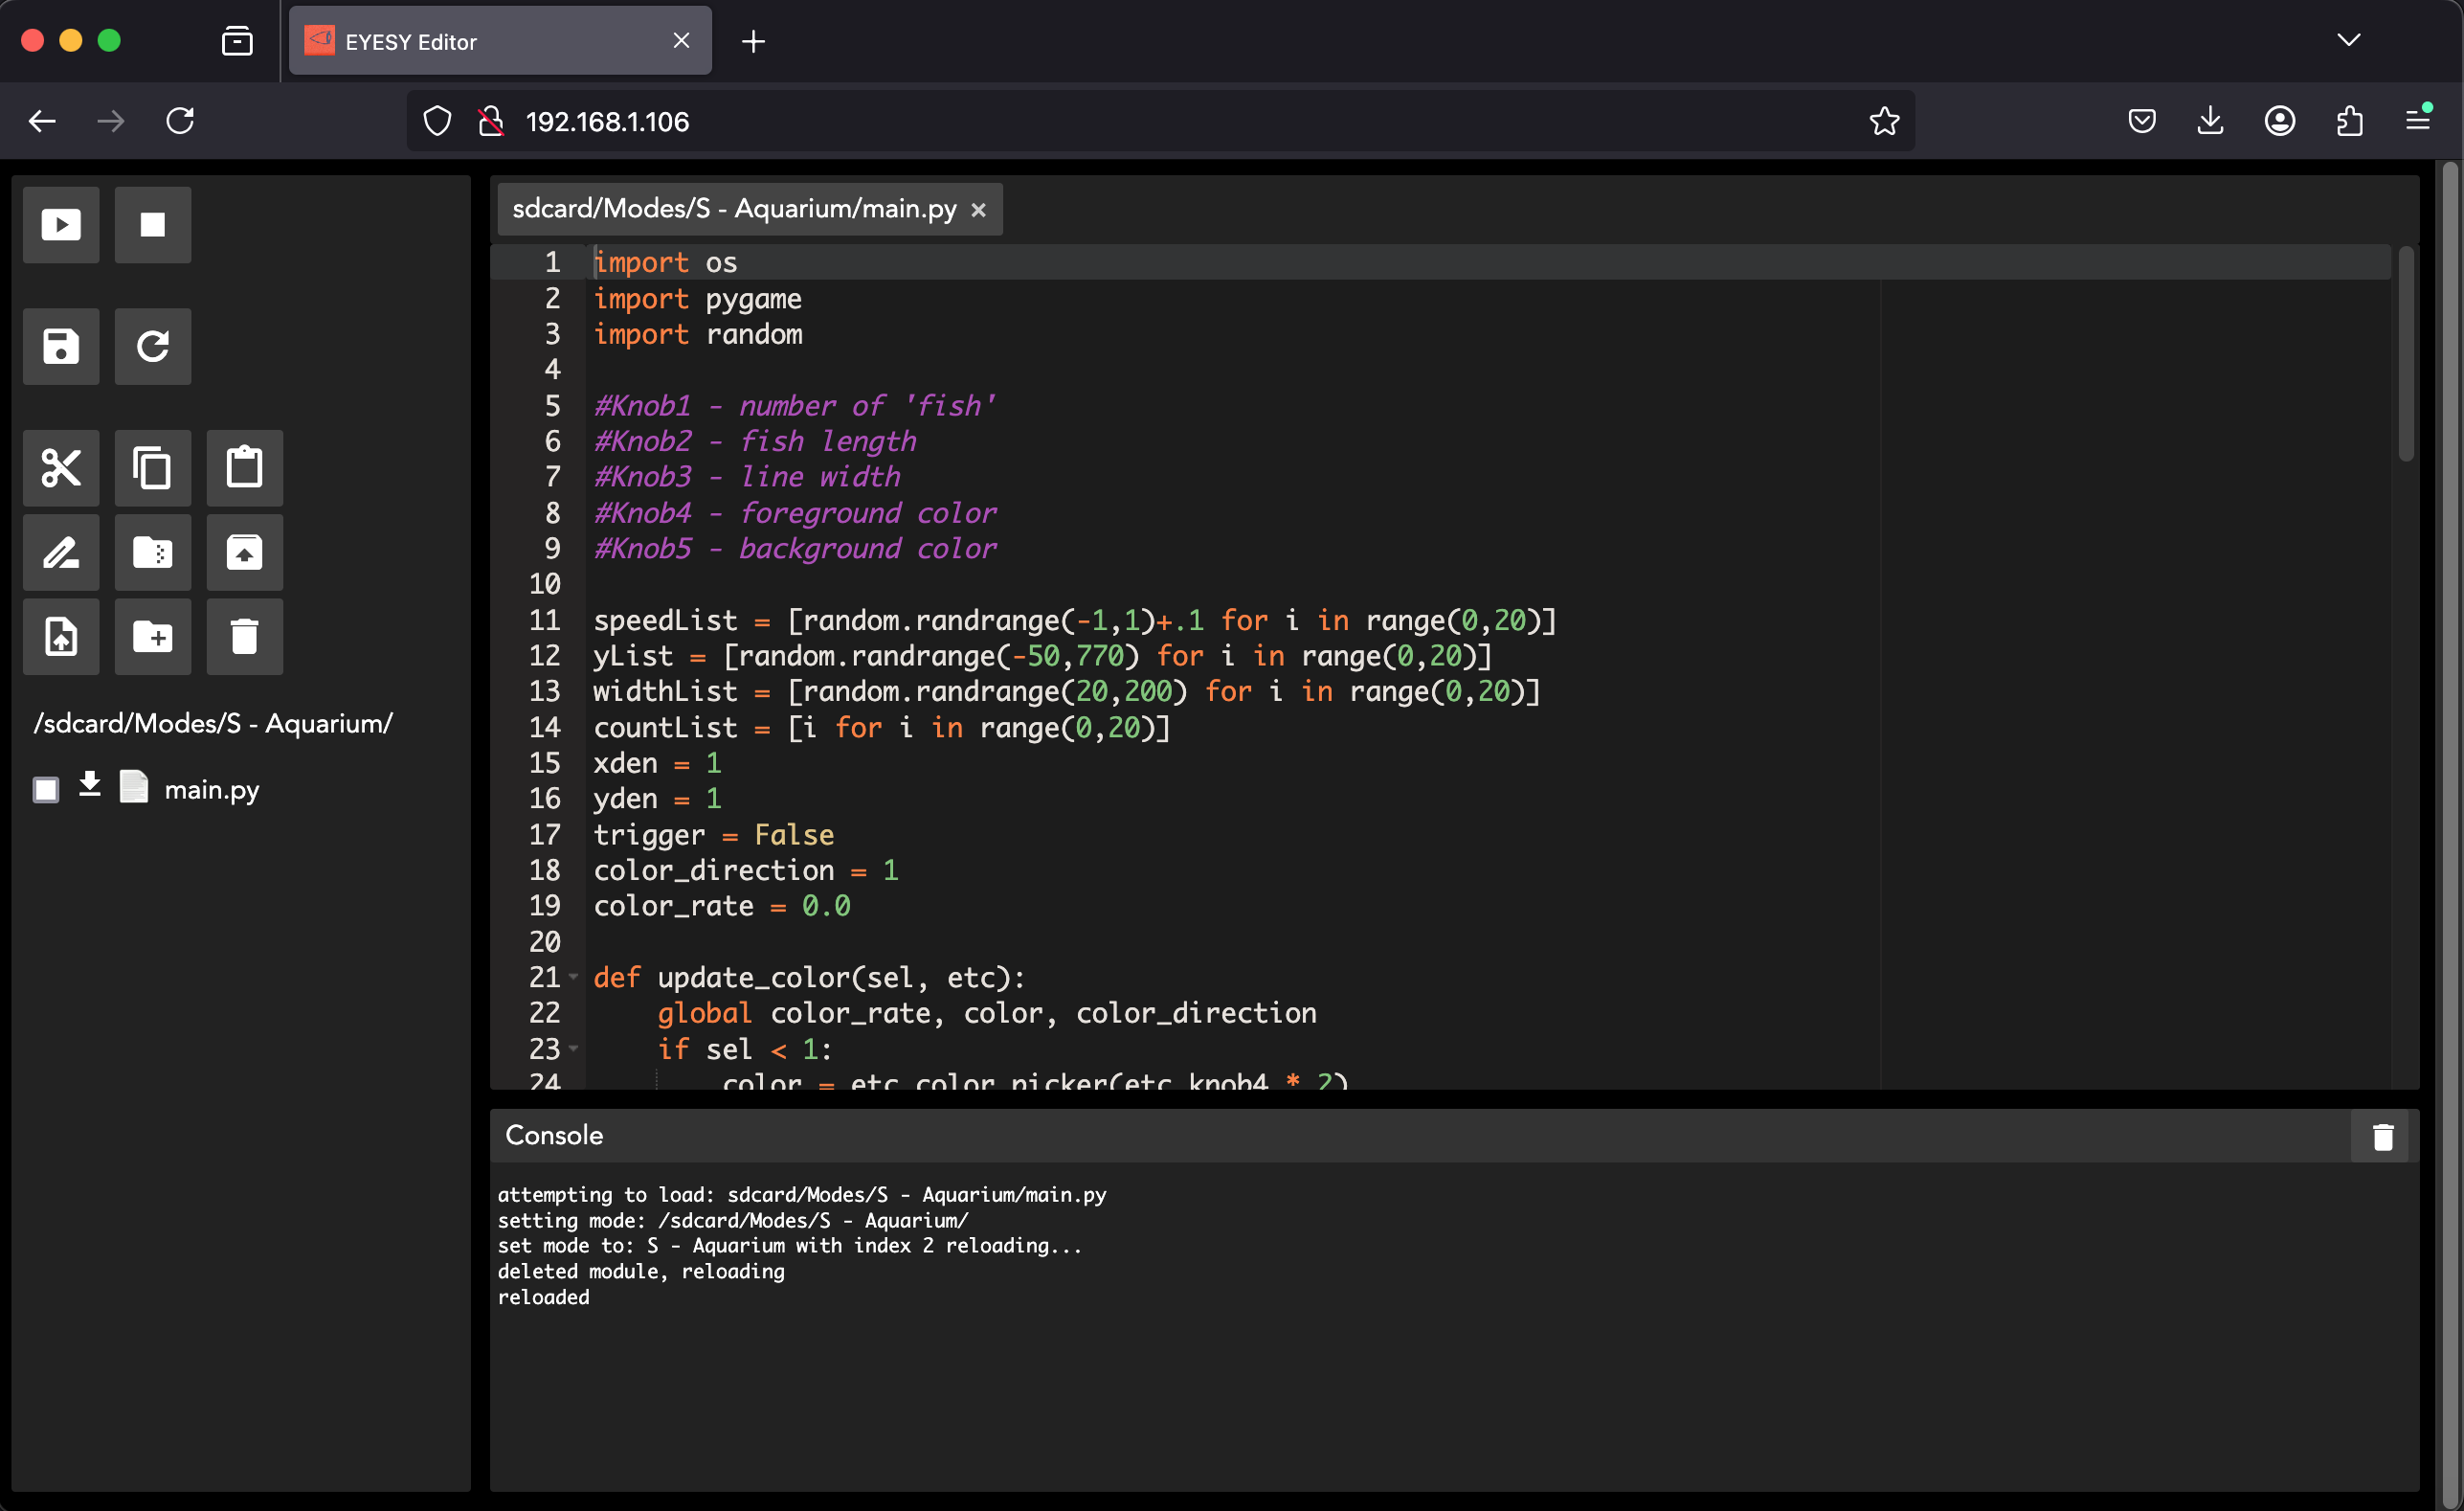 EYESY Editor
192.168.1.106
sdcard/Modes/S - Aquarium/main.py
1 import os
2 import pygame
3 import random
4
5 #Knob1 - number of 'fish'
6 #Knob2 - fish length
7 #Knob3 - line width
8 #Knob4 - foreground color
9 #Knob5 - background color
10
11 speedList = [random.randrange(-1,1)+.1 for i in range(0,20)]
12 yList = [random.randrange(-50,770) for i in range(0,20)]
13 widthList = [random.randrange(20,200) for i in range(0,20)]
14 countList = [i for i in range(0,20)]
15 xden = 1
16 yden = 1
17 trigger = False
18 color_direction = 1
19 color_rate = 0.0
20
21 def update_color(sel, etc):
22 global color_rate, color, color_direction
23 if sel < 1:
24 color = etc.color_picker(etc.knob4 * 2)
/sdcard/Modes/S - Aquarium/
main.py
Console
attempting to load: sdcard/Modes/S - Aquarium/main.py
setting mode: /sdcard/Modes/S - Aquarium/
set mode to: S - Aquarium with index 2 reloading...
deleted module, reloading
reloaded